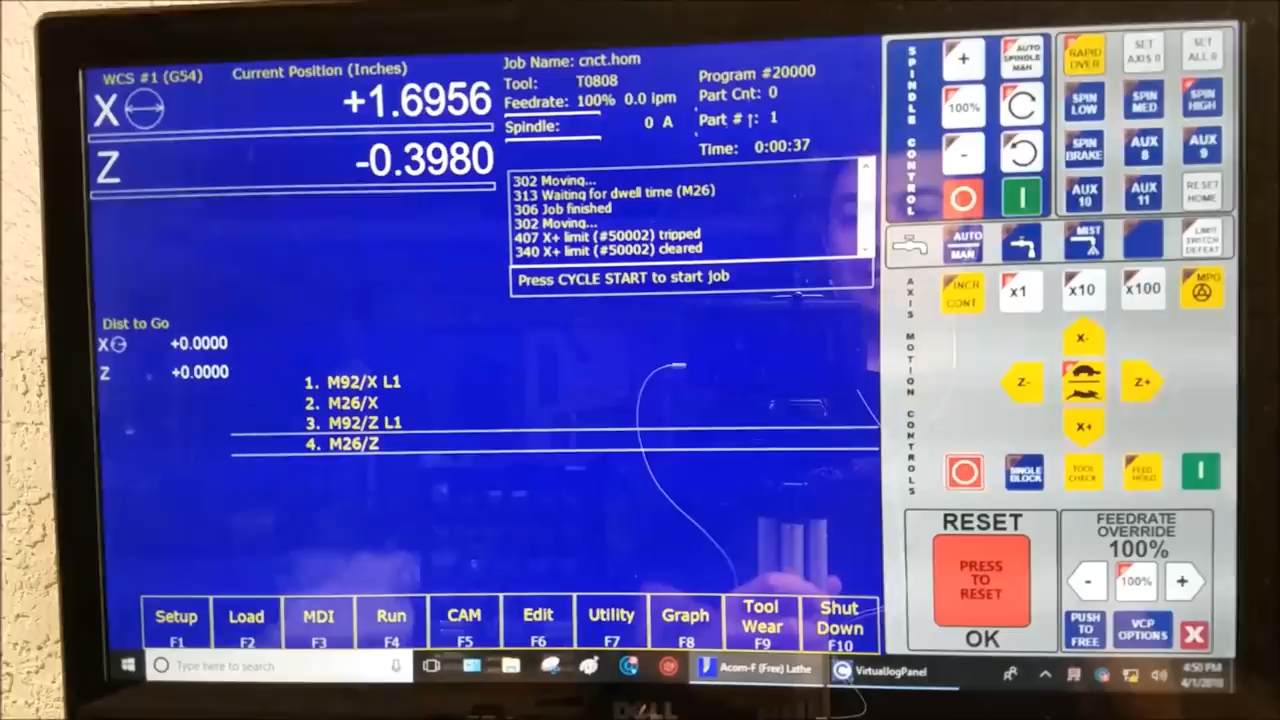 WCS #1 (G54)
Current Position (Inches)
X +1.6956
Z -0.3980
Job Name: cnct.hom
Tool: T0808
Feedrate: 100% 0.0 ipm
Spindle: 0 A
Program #20000
Part Cnt: 0
Part # : 1
Time: 0:00:37
302 Moving...
313 Waiting for dwell time (M26)
306 Job finished
302 Moving...
407 X+ limit (#50002) tripped
340 X+ limit (#50002) cleared
Press CYCLE START to start job
Dist to Go
X +0.0000
Z +0.0000
1. M92/X L1
2. M26/X
3. M92/Z L1
4. M26/Z
Setup F1
Load F2
MDI F3
Run F4
CAM F5
Edit F6
Utility F7
Graph F8
Tool Wear F9
Shut Down F10
SPINDLE CONTROL
+
AUTO SPINDLE MAN
100%
-
RAPID OVER
SET AXIS 0
SET ALL 0
SPIN LOW
SPIN MED
SPIN HIGH
SPIN BRAKE
AUX 8
AUX 9
AUX 10
AUX 11
RESET HOME
AUTO MAN
MIST
LIMIT SWITCH DEFEAT
AXIS MOTION CONTROLS
INCR CONT
x1
x10
x100
MPG
X-
Z-
Z+
X+
SINGLE BLOCK
TOOL CHECK
FEED HOLD
RESET
PRESS
TO
RESET
OK
FEEDRATE
OVERRIDE
100%
-
100%
+
PUSH TO FREE
VCP OPTIONS
X
Type here to search
Acorn-F (Free) Lathe
VirtualJogPanel
4:50 PM
4/1/2018
DELL